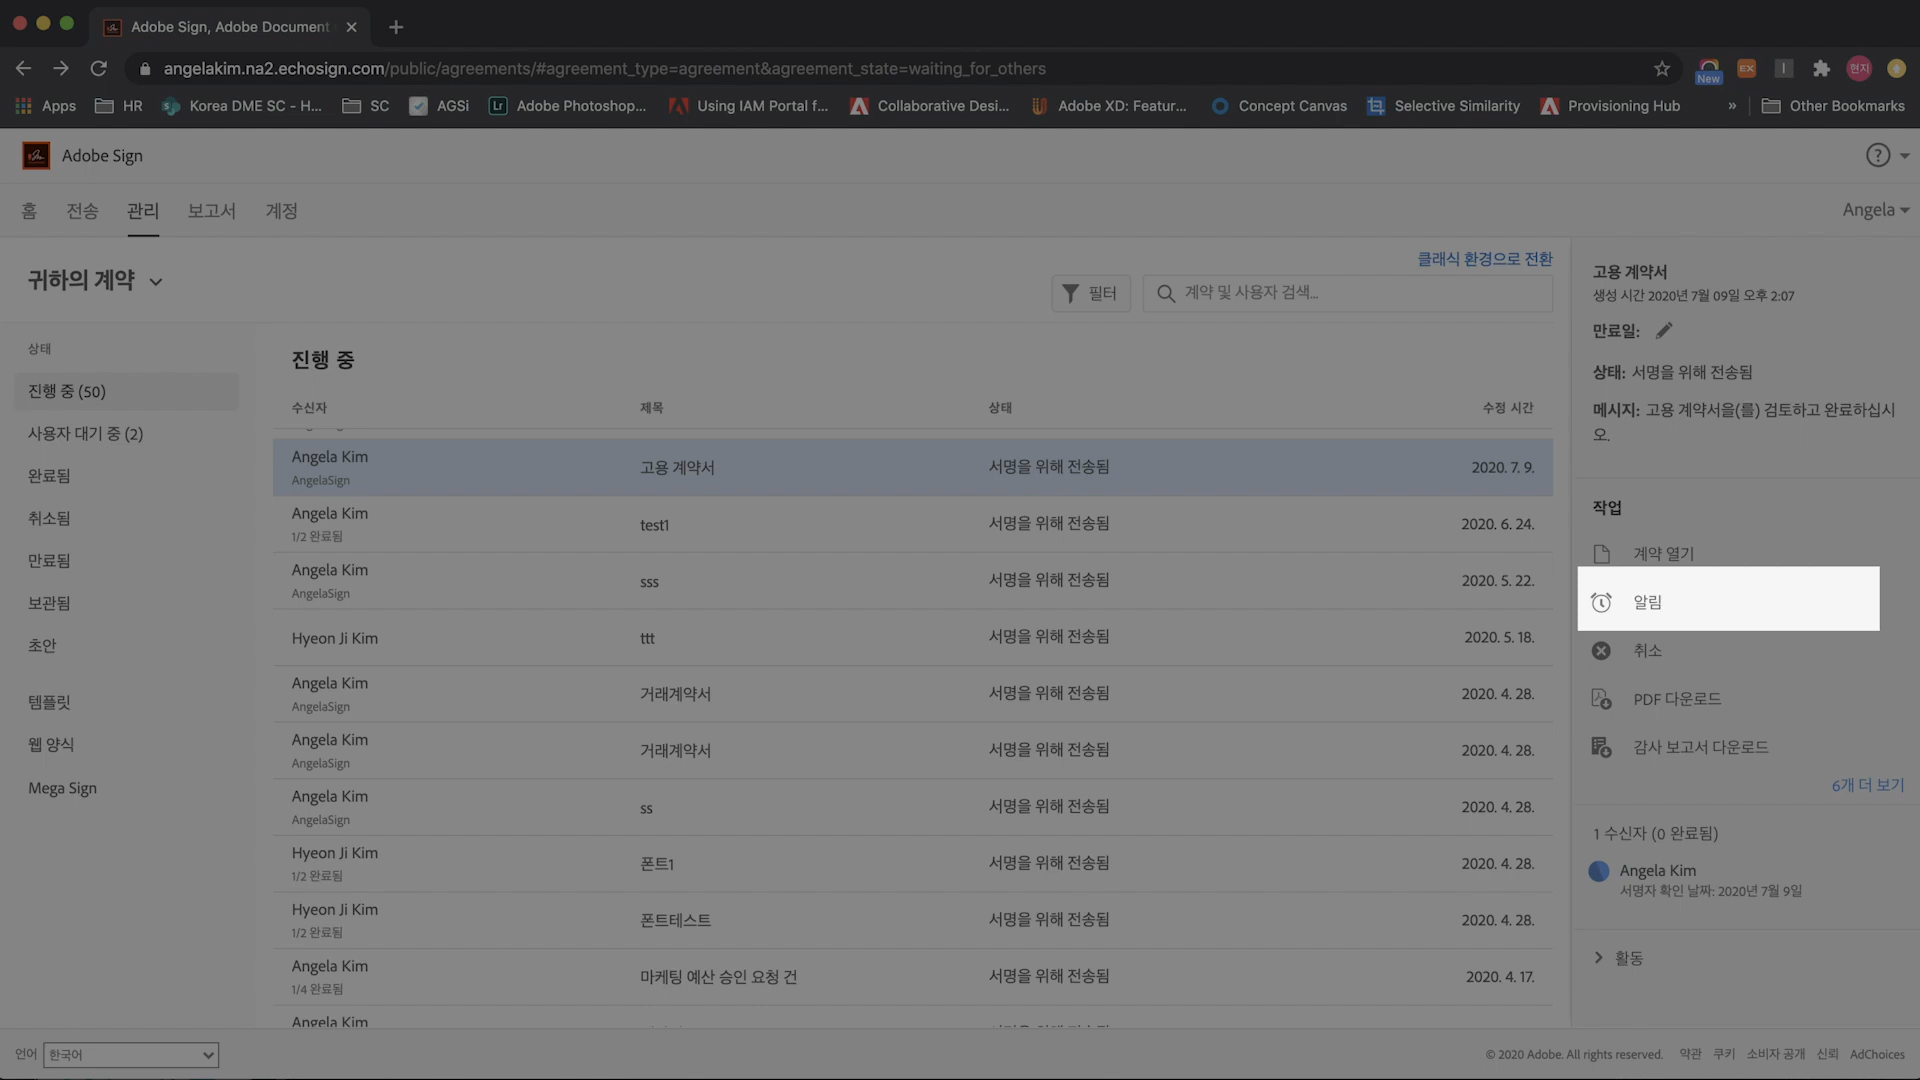 Adobe Sign, Adobe Document
angelakim.na2.echosign.com/public/agreements/#agreement_type=agreement&agreement_state=waiting_for_others
New
EX
현지
Apps
HR
Korea DME SC - H...
SC
AGSi
Lr
Adobe Photoshop...
Using IAM Portal f...
Collaborative Desi...
Adobe XD: Featur...
Concept Canvas
Selective Similarity
Provisioning Hub
»
Other Bookmarks
Adobe Sign
홈 전송 관리 보고서 계정
Angela
귀하의 계약
클래식 환경으로 전환
필터
계약 및 사용자 검색...
상태
진행 중 (50)
사용자 대기 중 (2)
완료됨
취소됨
만료됨
보관됨
초안
템플릿
웹 양식
Mega Sign
진행 중
수신자 제목 상태 수정 시간
Angela Kim
AngelaSign
고용 계약서 서명을 위해 전송됨 2020. 7. 9.
Angela Kim
1/2 완료됨
test1 서명을 위해 전송됨 2020. 6. 24.
Angela Kim
AngelaSign
sss 서명을 위해 전송됨 2020. 5. 22.
Hyeon Ji Kim ttt 서명을 위해 전송됨 2020. 5. 18.
Angela Kim
AngelaSign
거래계약서 서명을 위해 전송됨 2020. 4. 28.
Angela Kim
AngelaSign
거래계약서 서명을 위해 전송됨 2020. 4. 28.
Angela Kim
AngelaSign
ss 서명을 위해 전송됨 2020. 4. 28.
Hyeon Ji Kim
1/2 완료됨
폰트1 서명을 위해 전송됨 2020. 4. 28.
Hyeon Ji Kim
1/2 완료됨
폰트테스트 서명을 위해 전송됨 2020. 4. 28.
Angela Kim
1/4 완료됨
마케팅 예산 승인 요청 건 서명을 위해 전송됨 2020. 4. 17.
Angela Kim
고용 계약서
생성 시간 2020년 7월 09일 오후 2:07
만료일:
상태: 서명을 위해 전송됨
메시지: 고용 계약서을(를) 검토하고 완료하십시
오.
작업
계약 열기
알림
취소
PDF 다운로드
감사 보고서 다운로드
6개 더 보기
1 수신자 (0 완료됨)
Angela Kim
서명자 확인 날짜: 2020년 7월 9일
활동
언어 한국어
© 2020 Adobe. All rights reserved. 약관 쿠키 소비자 공개 신뢰 AdChoices